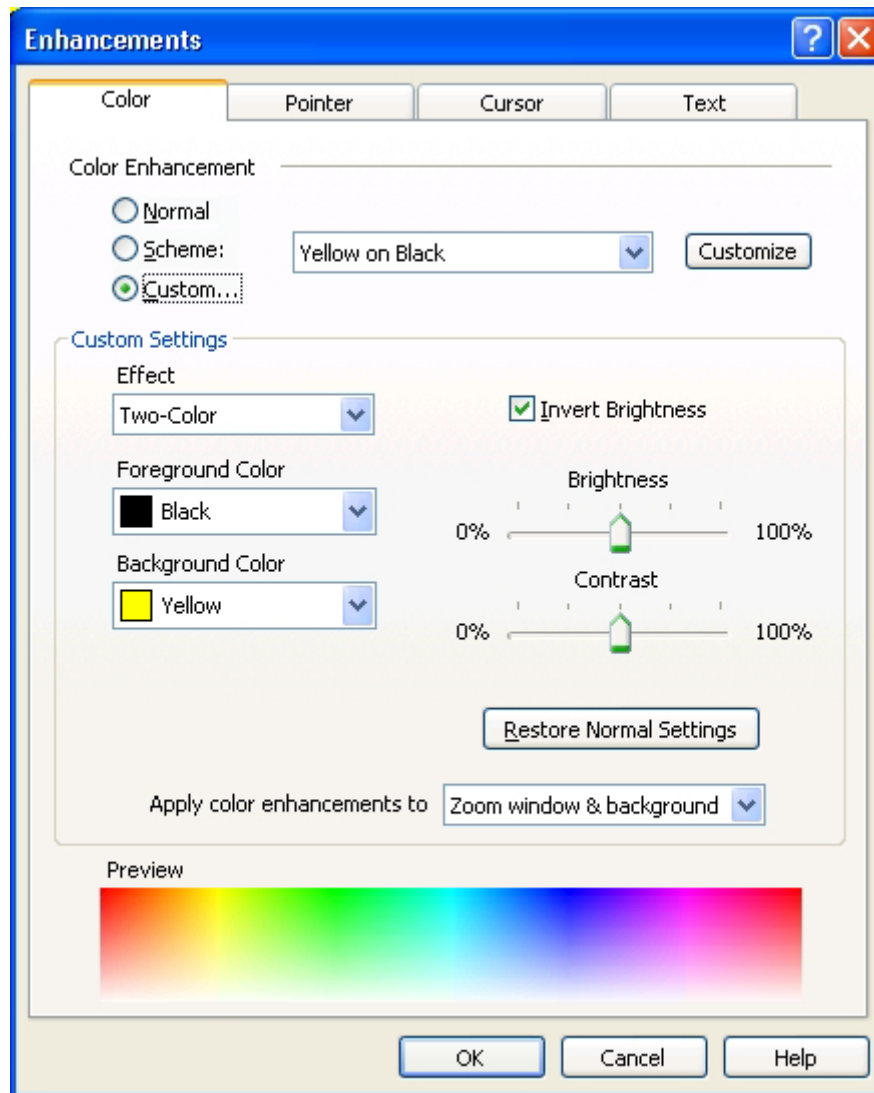 Enhancements
Color Pointer Cursor Text
Color Enhancement
Normal
Scheme: Yellow on Black Customize
Custom...
Custom Settings
Effect
Two-Color Invert Brightness
Foreground Color Brightness
Black 0% 100%
Background Color Contrast
Yellow 0% 100%
Restore Normal Settings
Apply color enhancements to Zoom window & background
Preview
OK Cancel Help